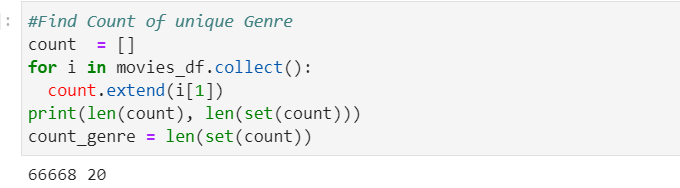 :
#Find Count of unique Genre
count  = []
for i in movies_df.collect():
  count.extend(i[1])
print(len(count), len(set(count)))
count_genre = len(set(count))
66668 20